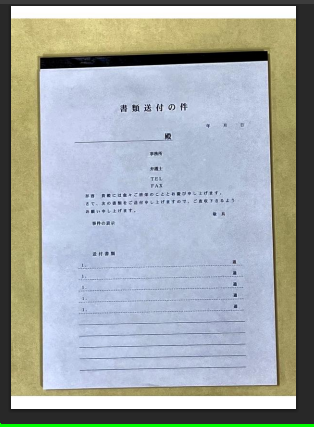 書類送付の件
年 月 日
殿
事務所
弁護士
TEL
FAX
拝啓 貴殿には益々ご清栄のこととお慶び申し上げます。
さて、次の書類をご送付申し上げますので、ご査収下さるよう
お願い申し上げます。
敬具
事件の表示
送付書類
1. 通
2. 通
3. 通
4. 通
5. 通